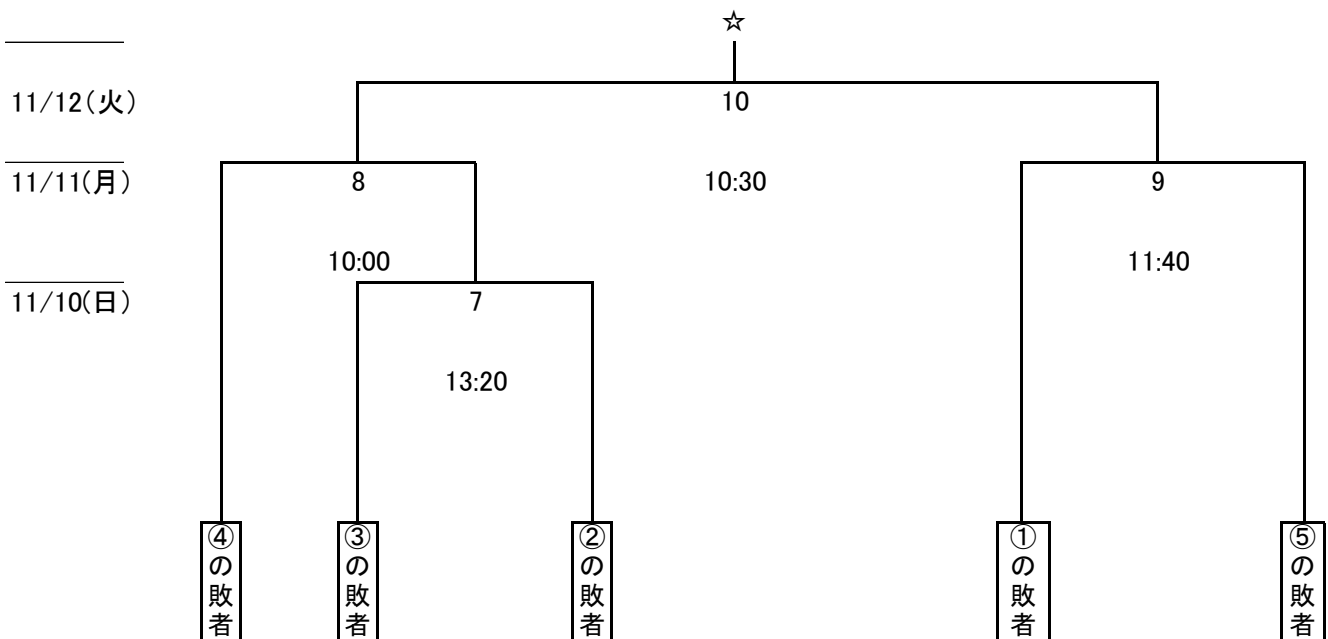 ☆
11/12(火)
10
11/11(月)
8
10:30
9
10:00
11:40
11/10(日)
7
13:20
④の敗者
③の敗者
②の敗者
①の敗者
⑤の敗者